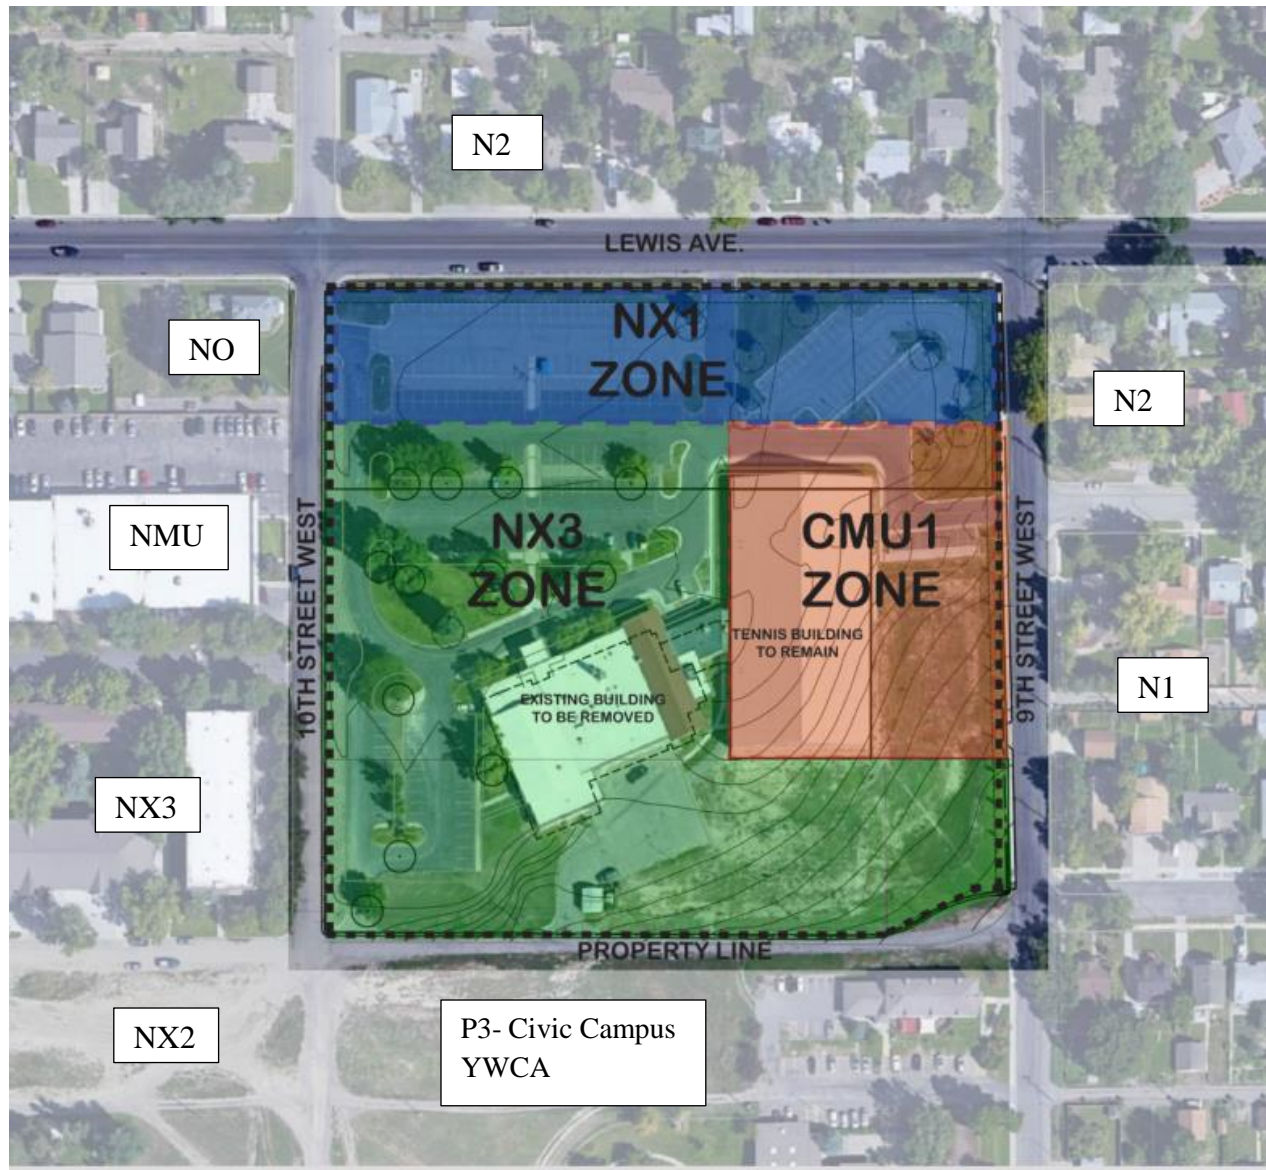 N2
LEWIS AVE.
NX1
ZONE
NO
N2
NX3
ZONE
CMU1
ZONE
NMU
10TH STREET WEST
9TH STREET WEST
TENNIS BUILDING
TO REMAIN
EXISTING BUILDING
TO BE REMOVED
N1
NX3
PROPERTY LINE
NX2
P3- Civic Campus
YWCA